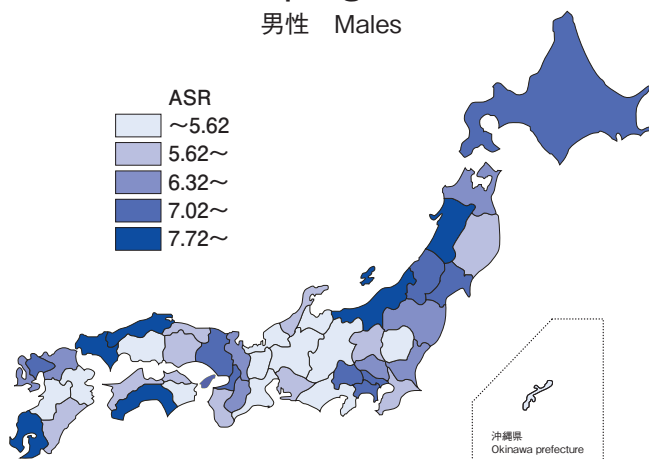 男性 Males
ASR
～5.62
5.62～
6.32～
7.02～
7.72～
沖縄県
Okinawa prefecture